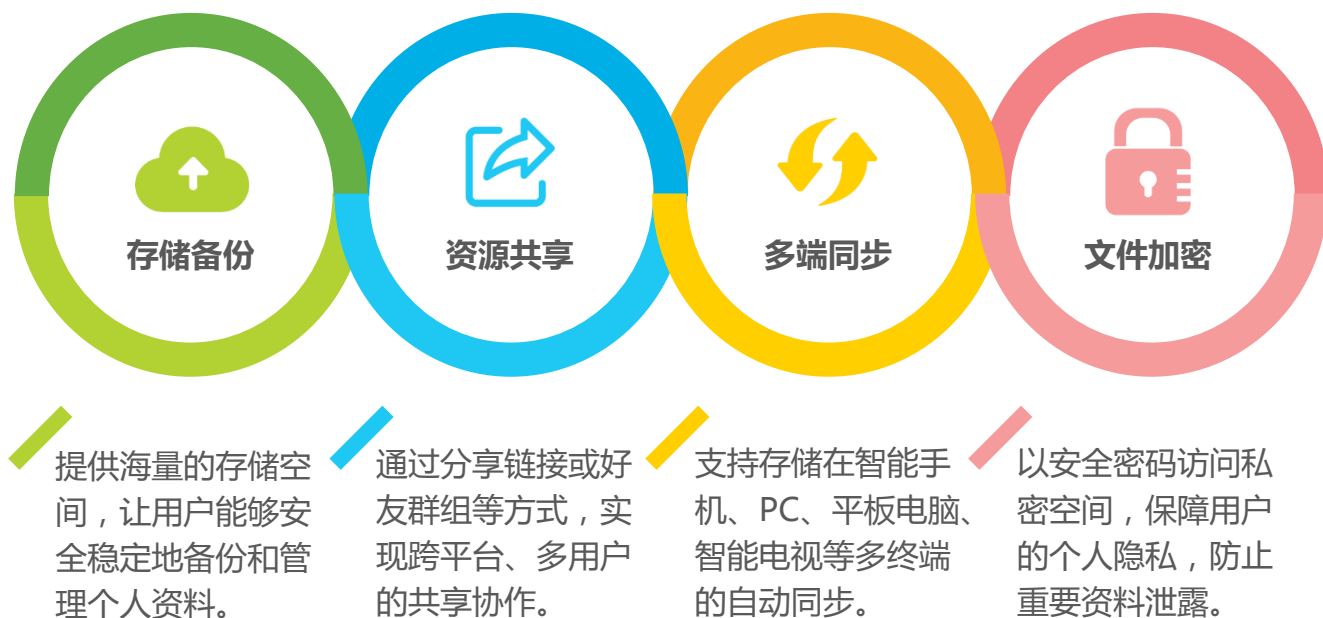 存储备份
资源共享
多端同步
文件加密
提供海量的存储空
间，让用户能够安
全稳定地备份和管
理个人资料。
通过分享链接或好
友群组等方式，实
现跨平台、多用户
的共享协作。
支持存储在智能手
机、PC、平板电脑、
智能电视等多终端
的自动同步。
以安全密码访问私
密空间，保障用户
的个人隐私，防止
重要资料泄露。